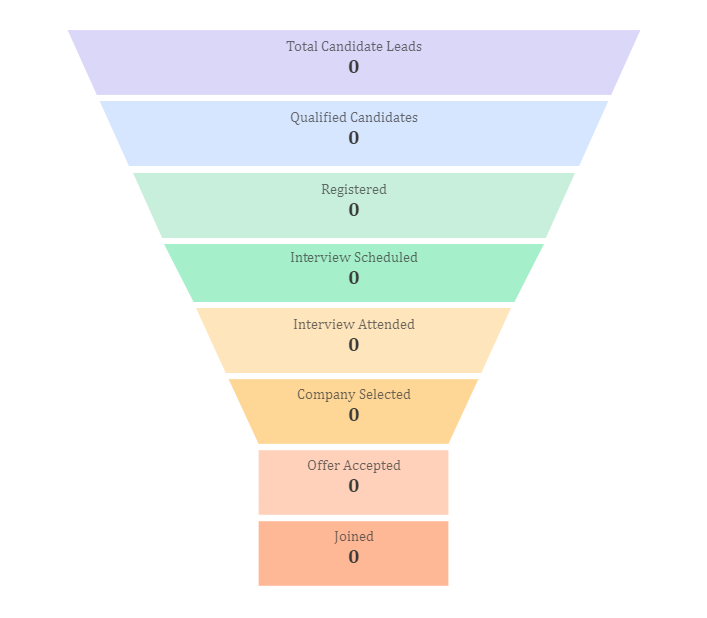 Total Candidate Leads
0
Qualified Candidates
0
Registered
0
Interview Scheduled
0
Interview Attended
0
Company Selected
0
Offer Accepted
0
Joined
0